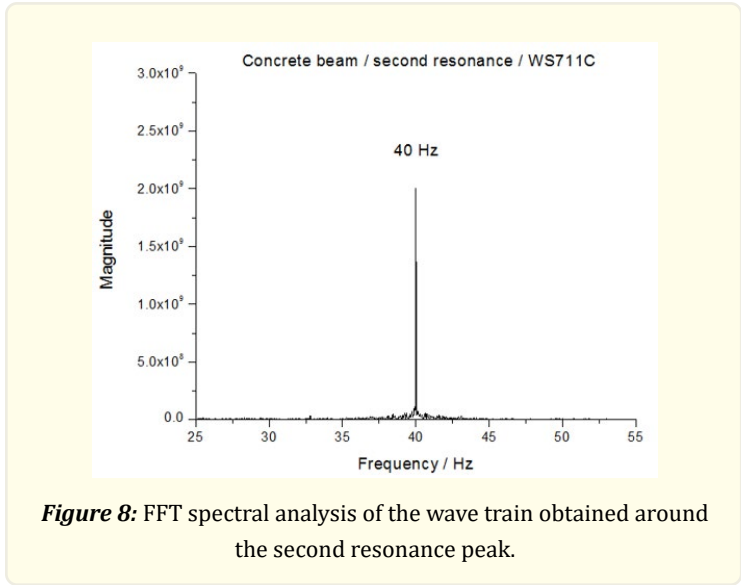 Concrete beam / second resonance / WS711C
3.0x10⁹
2.5x10⁹
40 Hz
2.0x10⁹
1.5x10⁹
1.0x10⁹
5.0x10⁸
0.0
Magnitude
25 30 35 40 45 50 55
Frequency / Hz
Figure 8: FFT spectral analysis of the wave train obtained around
the second resonance peak.